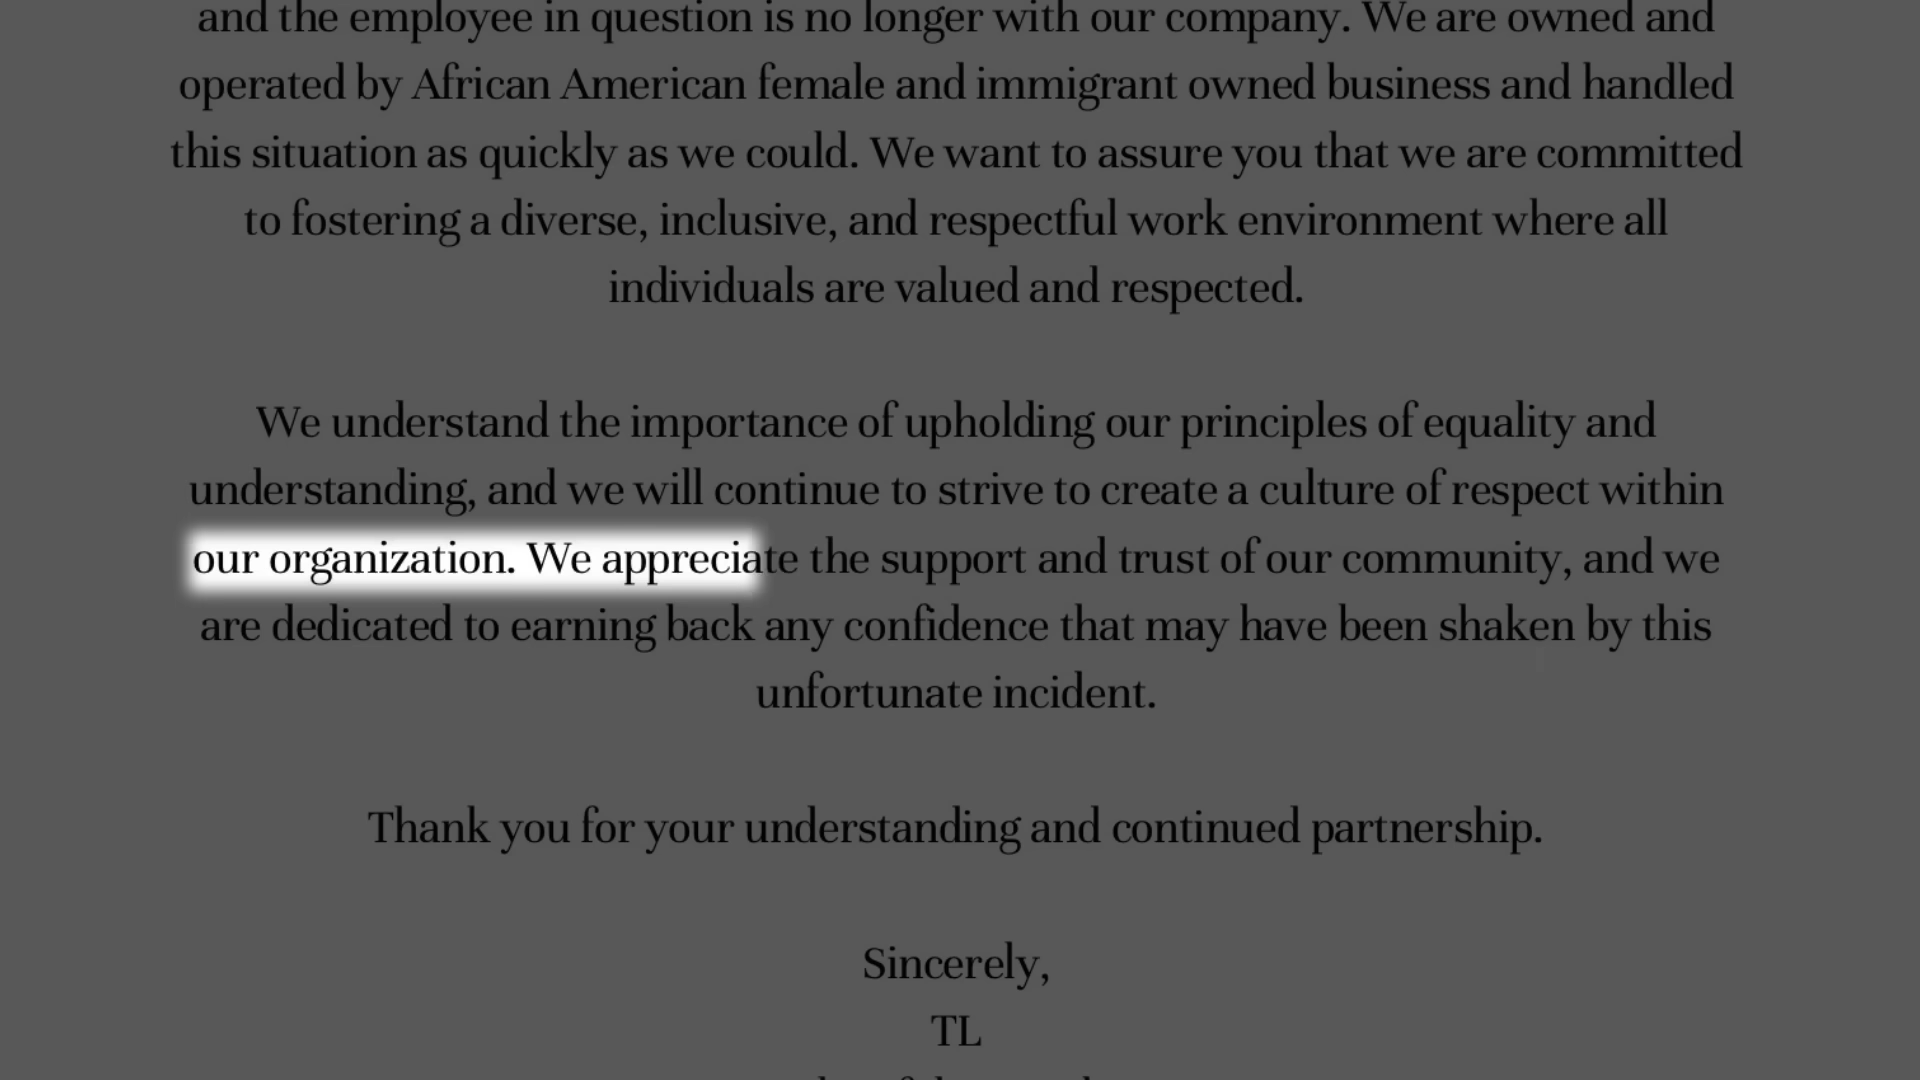 and the employee in question is no longer with our company. We are owned and
operated by African American female and immigrant owned business and handled
this situation as quickly as we could. We want to assure you that we are committed
to fostering a diverse, inclusive, and respectful work environment where all
individuals are valued and respected.
We understand the importance of upholding our principles of equality and
understanding, and we will continue to strive to create a culture of respect within
our organization. We appreciate the support and trust of our community, and we
are dedicated to earning back any confidence that may have been shaken by this
unfortunate incident.
Thank you for your understanding and continued partnership.
Sincerely,
TL